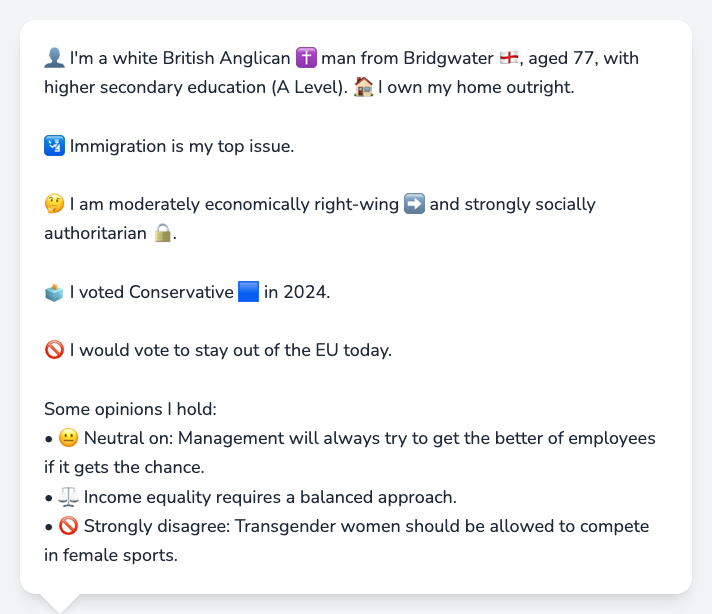 👤 I'm a white British Anglican ✝️ man from Bridgwater 🏴󠁧󠁢󠁥󠁮󠁧󠁿, aged 77, with
higher secondary education (A Level). 🏠 I own my home outright.
🛂 Immigration is my top issue.
🤔 I am moderately economically right-wing ➡️ and strongly socially
authoritarian 🔒.
🗳️ I voted Conservative 🟦 in 2024.
🚫 I would vote to stay out of the EU today.
Some opinions I hold:
• 😐 Neutral on: Management will always try to get the better of employees
if it gets the chance.
• ⚖️ Income equality requires a balanced approach.
• 🚫 Strongly disagree: Transgender women should be allowed to compete
in female sports.